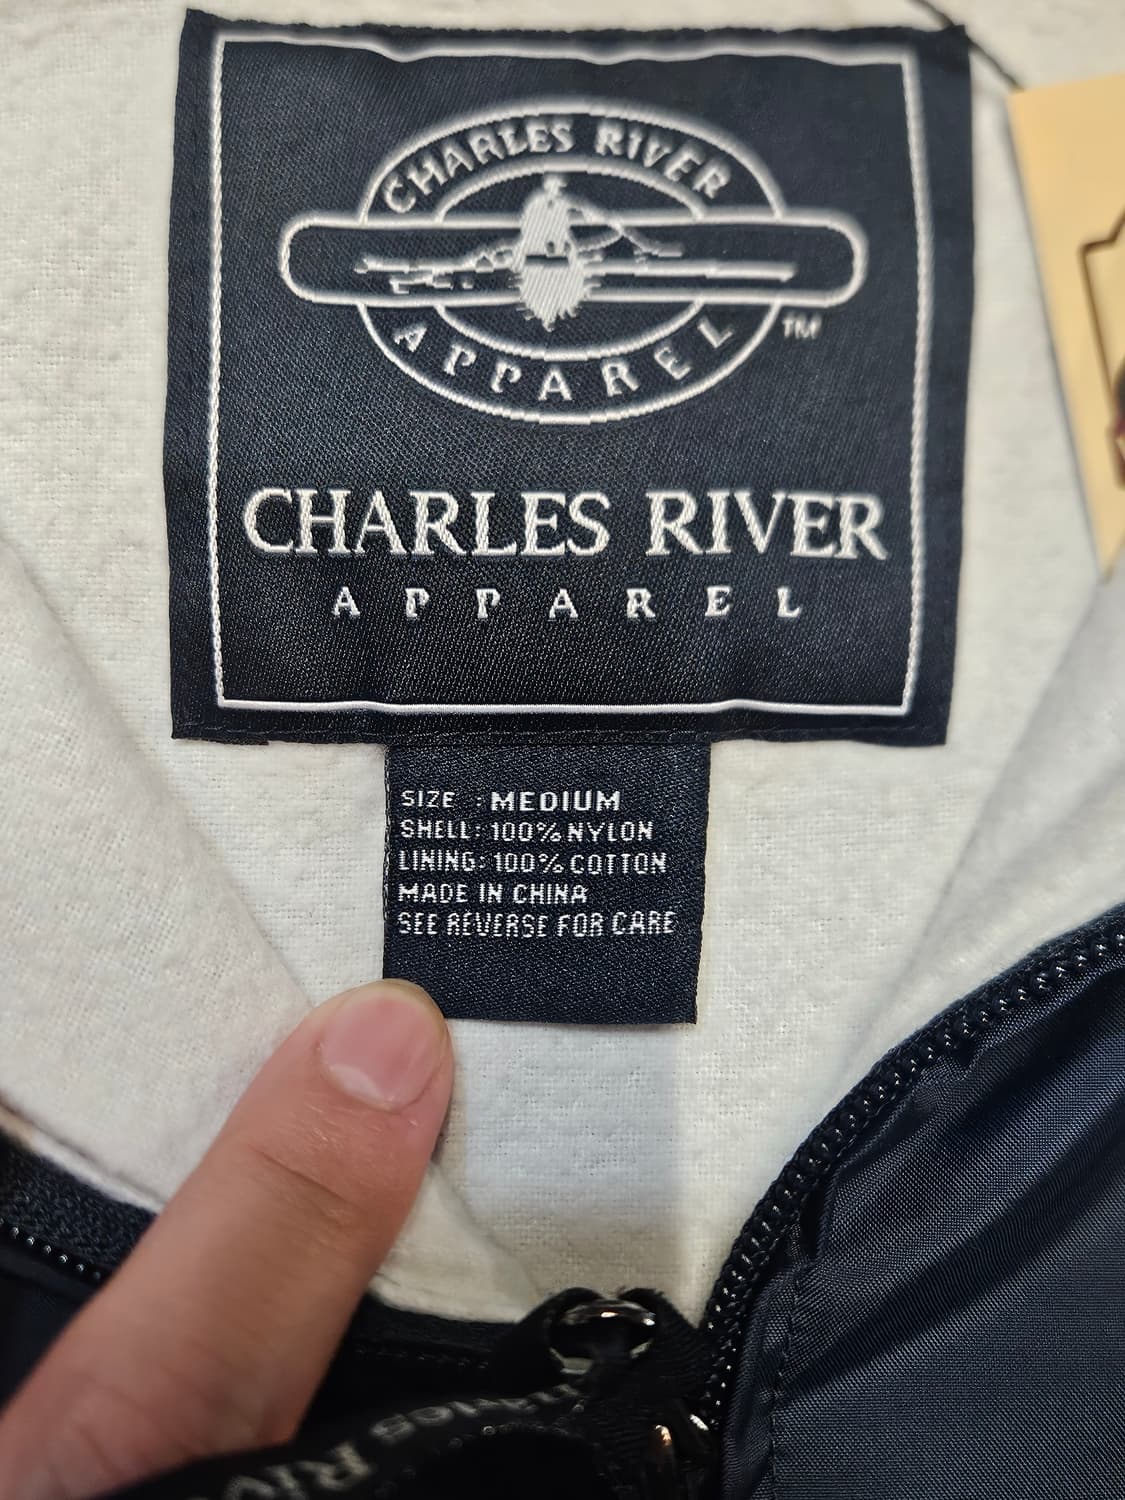 CHARLES RIVER
APPAREL
TM
CHARLES RIVER
APPAREL
SIZE : MEDIUM
SHELL: 100% NYLON
LINING: 100% COTTON
MADE IN CHINA
SEE REVERSE FOR CARE